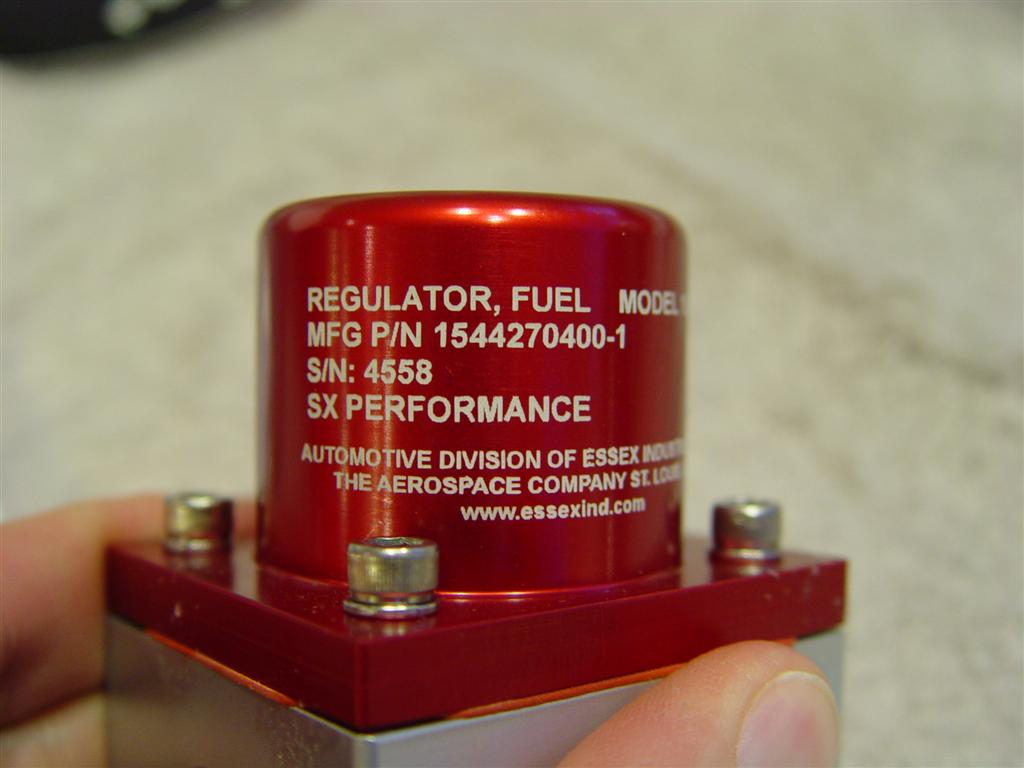 REGULATOR, FUEL MODEL
MFG P/N 1544270400-1
S/N: 4558
SX PERFORMANCE
AUTOMOTIVE DIVISION OF ESSEX
THE AEROSPACE COMPANY ST. LOUIS
www.essexind.com